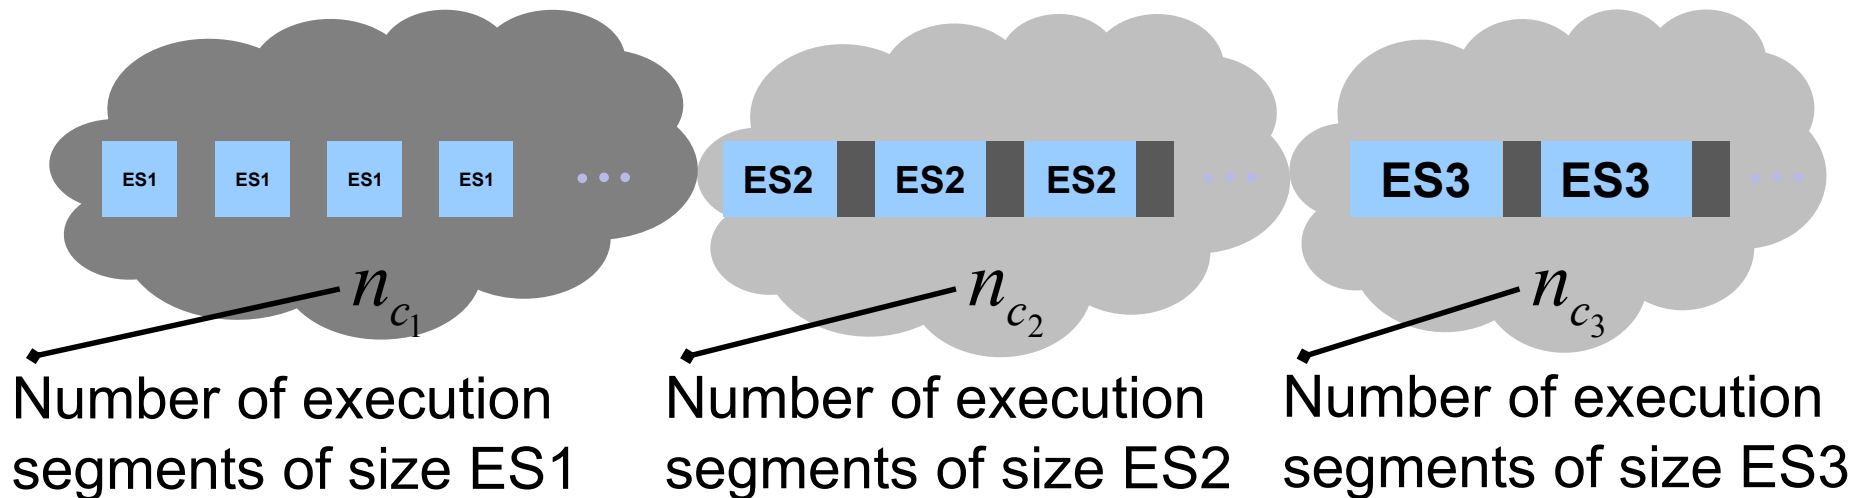 ES1 ES1 ES1 ES1 ...
ES2 ES2 ES2 ...
ES3 ES3 ...
n_{c_1}
n_{c_2}
n_{c_3}
Number of execution
segments of size ES1
Number of execution
segments of size ES2
Number of execution
segments of size ES3